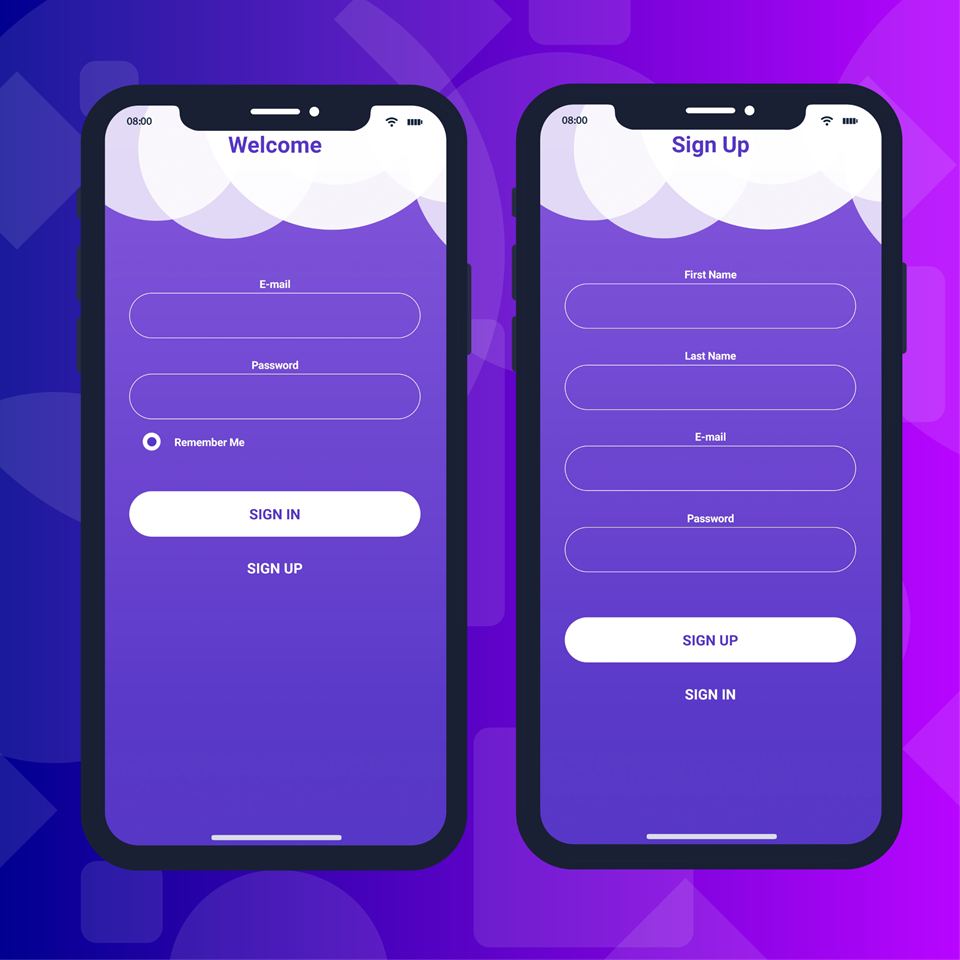 08:00
Welcome
E-mail
Password
Remember Me
SIGN IN
SIGN UP
08:00
Sign Up
First Name
Last Name
E-mail
Password
SIGN UP
SIGN IN